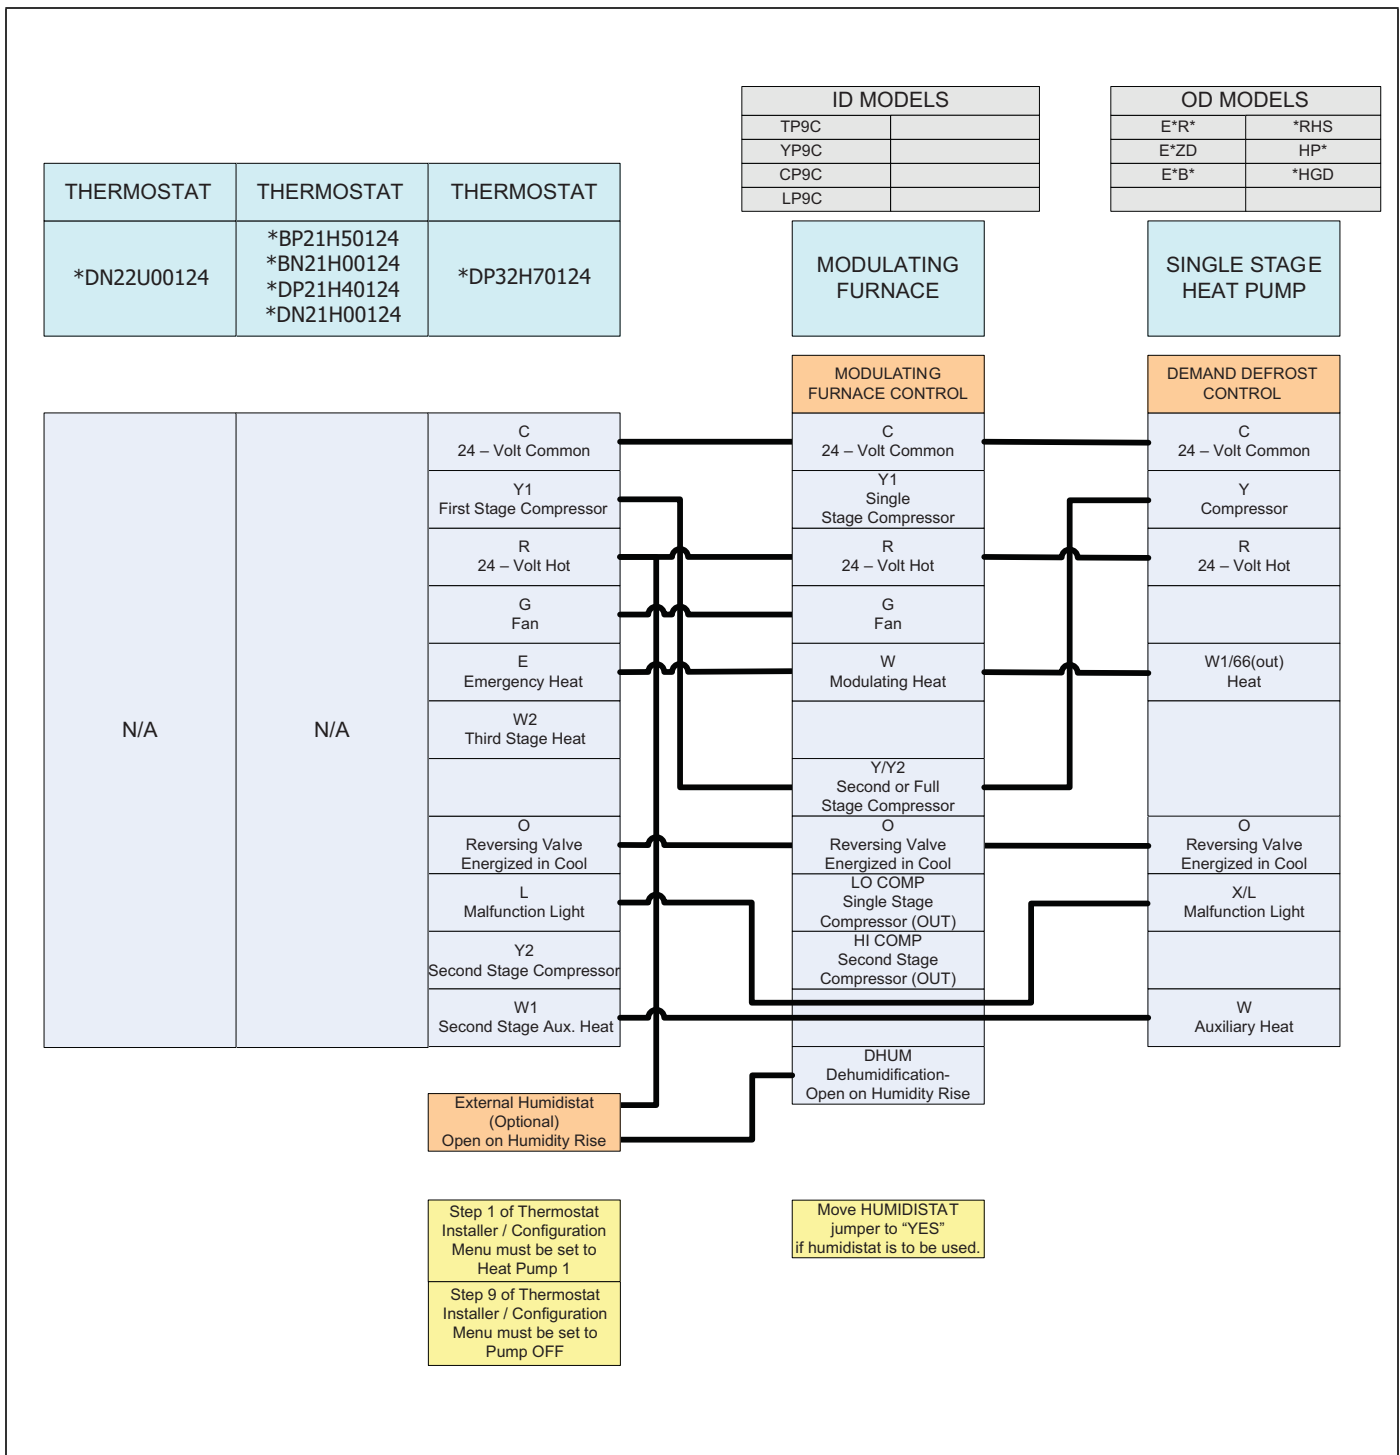 ID MODELS
TP9C
YP9C
CP9C
LP9C
OD MODELS
E*R* *RHS
E*ZD HP*
E*B* *HGD
THERMOSTAT
THERMOSTAT
THERMOSTAT
*DN22U00124
*BP21H50124
*BN21H00124
*DP21H40124
*DN21H00124
*DP32H70124
MODULATING
FURNACE
SINGLE STAGE
HEAT PUMP
MODULATING
FURNACE CONTROL
DEMAND DEFROST
CONTROL
N/A
N/A
C
24 – Volt Common
Y1
First Stage Compressor
R
24 – Volt Hot
G
Fan
E
Emergency Heat
W2
Third Stage Heat
O
Reversing Valve
Energized in Cool
L
Malfunction Light
Y2
Second Stage Compressor
W1
Second Stage Aux. Heat
External Humidistat
(Optional)
Open on Humidity Rise
C
24 – Volt Common
Y1
Single
Stage Compressor
R
24 – Volt Hot
G
Fan
W
Modulating Heat
Y/Y2
Second or Full
Stage Compressor
O
Reversing Valve
Energized in Cool
LO COMP
Single Stage
Compressor (OUT)
HI COMP
Second Stage
Compressor (OUT)
DHUM
Dehumidification-
Open on Humidity Rise
C
24 – Volt Common
Y
Compressor
R
24 – Volt Hot
W1/66(out)
Heat
O
Reversing Valve
Energized in Cool
X/L
Malfunction Light
W
Auxiliary Heat
Step 1 of Thermostat
Installer / Configuration
Menu must be set to
Heat Pump 1
Step 9 of Thermostat
Installer / Configuration
Menu must be set to
Pump OFF
Move HUMIDISTAT
jumper to “YES”
if humidistat is to be used.